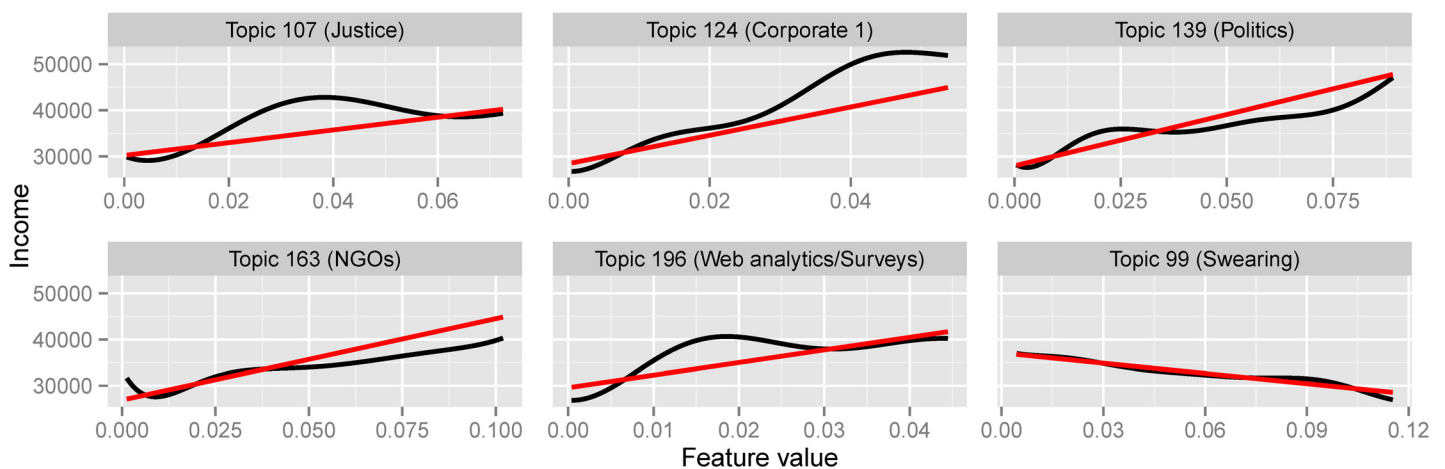 Topic 107 (Justice) Topic 124 (Corporate 1) Topic 139 (Politics)
50000
40000
30000
0.00 0.02 0.04 0.06 0.00 0.02 0.04 0.000 0.025 0.050 0.075
Income
Topic 163 (NGOs) Topic 196 (Web analytics/Surveys) Topic 99 (Swearing)
50000
40000
30000
0.000 0.025 0.050 0.075 0.100 0.00 0.01 0.02 0.03 0.04 0.00 0.03 0.06 0.09 0.12
Feature value